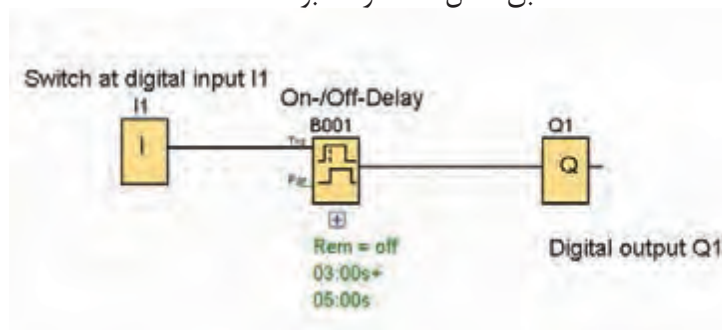 Switch at digital input I1
I1
On-/Off-Delay
B001
Q1
I
Trg
Par
Q
Rem = off
03:00s+
05:00s
Digital output Q1